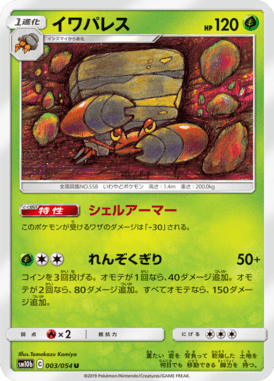 1進化 イワパレス HP 120
イシズマイから進化
全国図鑑 NO.558 いわやどポケモン 高さ:1.4m 重さ:200.0kg
特性 シェルアーマー
このポケモンが受けるワザのダメージは「-30」される。
れんぞくぎり 50+
コインを3回投げる。オモテが1回なら、40ダメージ追加。オモテ
が2回なら、80ダメージ追加。すべてオモテなら、150ダメージ
追加。
弱点 ×2 抵抗力 にげる
Illus. Tomokazu Komiya
sm10b C 003/054 U
©2019 Pokémon/Nintendo/Creatures/GAME FREAK.